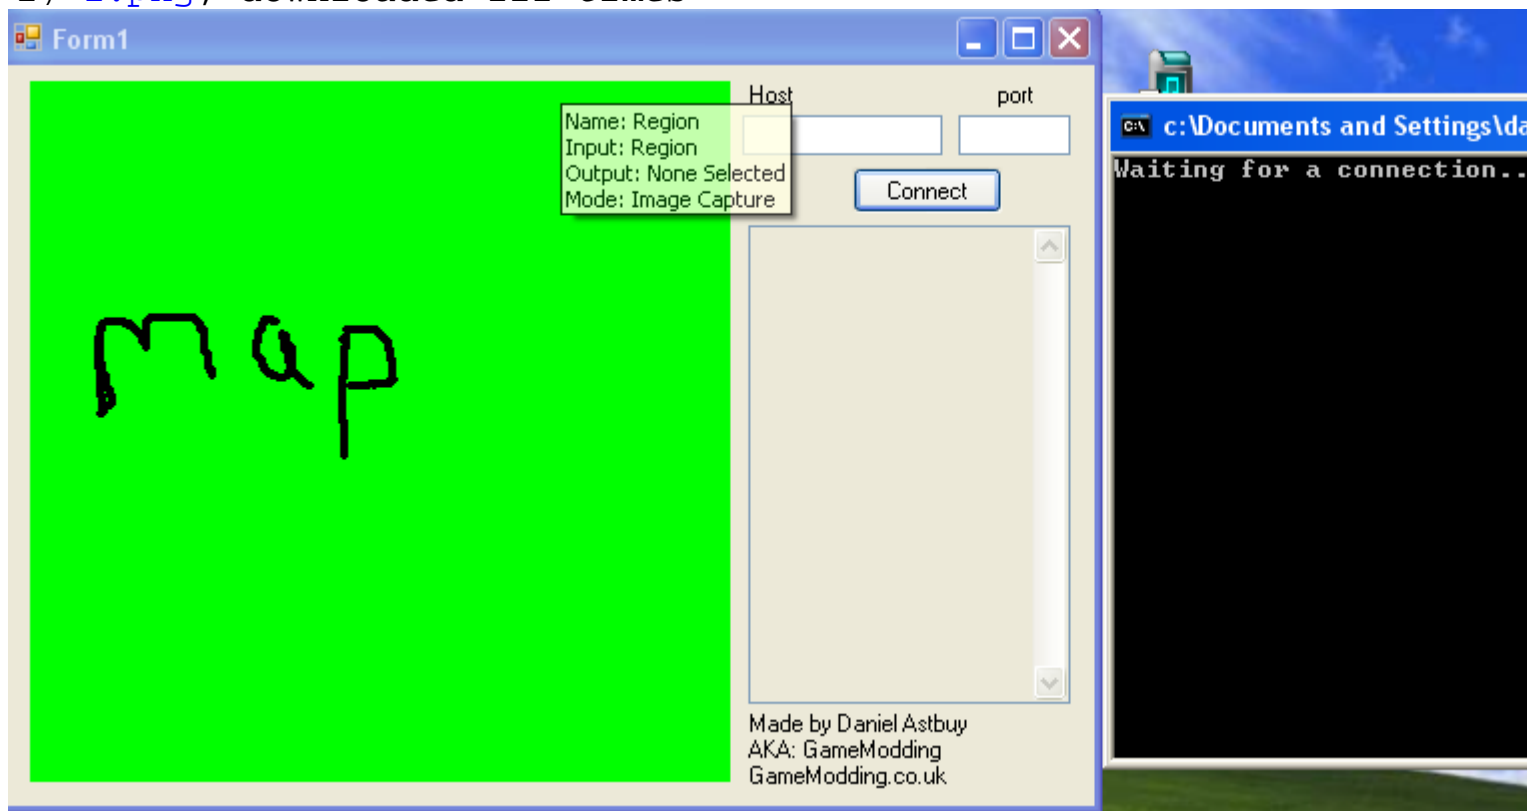 Form1
Host port
Name: Region
Input: Region
Output: None Selected
Mode: Image Capture
Connect
map
Made by Daniel Astbuy
AKA: GameModding
GameModding.co.uk
c:\Documents and Settings\da
Waiting for a connection..